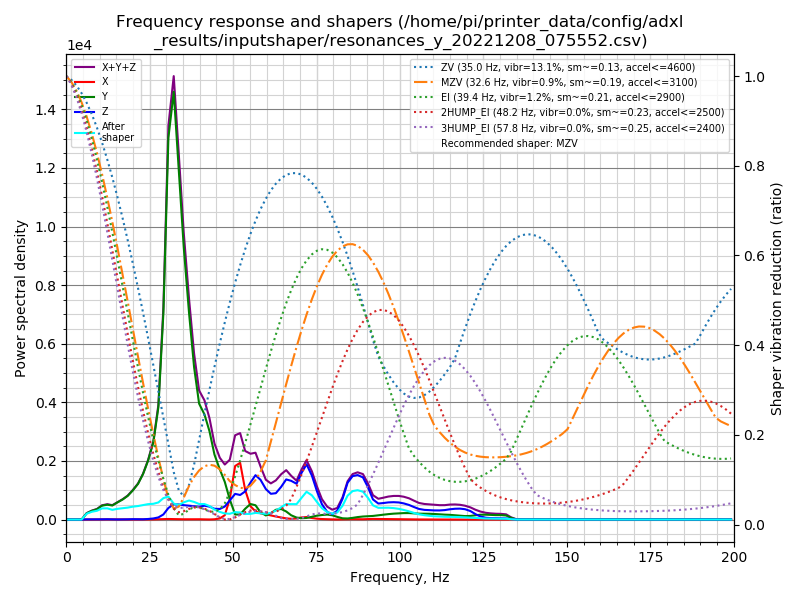 Frequency response and shapers (/home/pi/printer_data/config/adxl
_results/inputshaper/resonances_y_20221208_075552.csv)
1e4
X+Y+Z
X
Y
Z
After
shaper
ZV (35.0 Hz, vibr=13.1%, sm~=0.13, accel<=4600)
MZV (32.6 Hz, vibr=0.9%, sm~=0.19, accel<=3100)
EI (39.4 Hz, vibr=1.2%, sm~=0.21, accel<=2900)
2HUMP_EI (48.2 Hz, vibr=0.0%, sm~=0.23, accel<=2500)
3HUMP_EI (57.8 Hz, vibr=0.0%, sm~=0.25, accel<=2400)
Recommended shaper: MZV
Power spectral density
1.4
1.2
1.0
0.8
0.6
0.4
0.2
0.0
1.0
0.8
0.6
0.4
0.2
0.0
Shaper vibration reduction (ratio)
0 25 50 75 100 125 150 175 200
Frequency, Hz